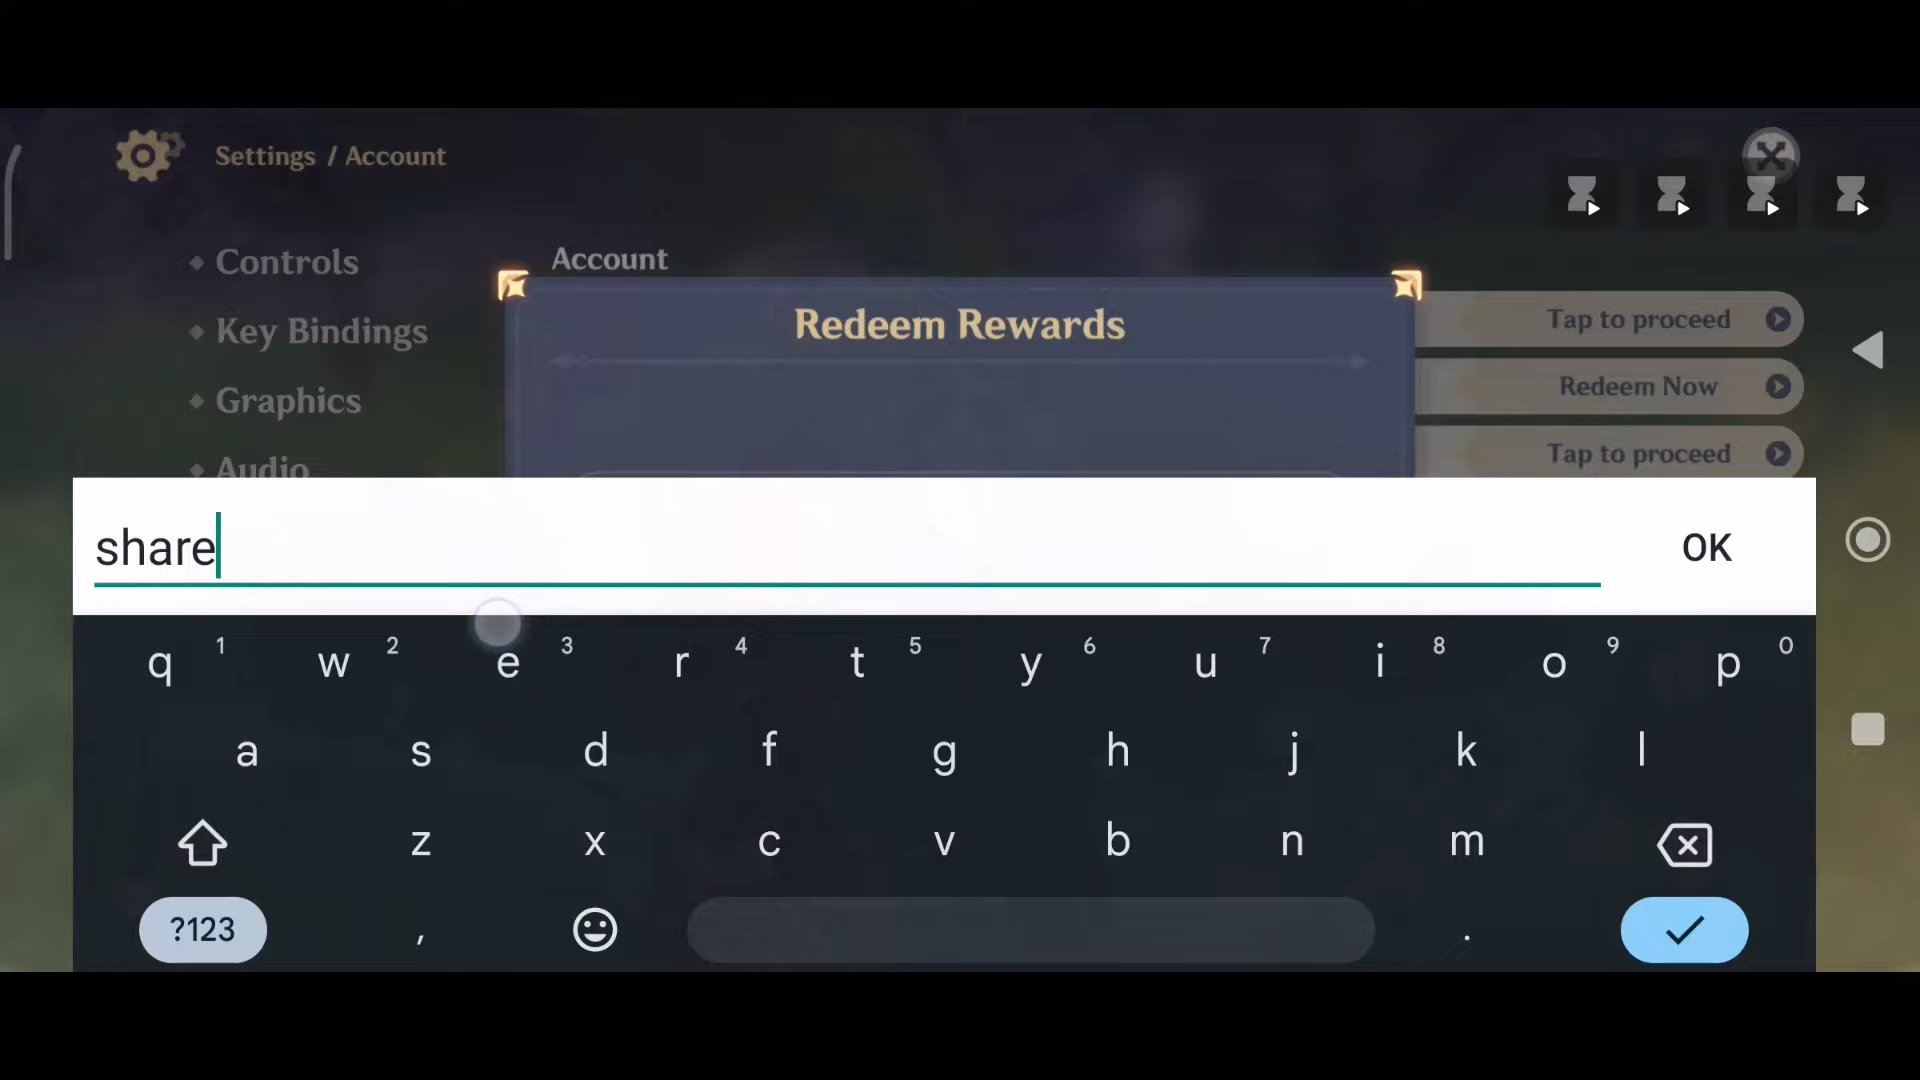 Settings / Account
Controls
Account
Key Bindings
Redeem Rewards
Tap to proceed
Graphics
Redeem Now
Audio
Tap to proceed
share
OK
q 1 w 2 e 3 r 4 t 5 y 6 u 7 i 8 o 9 p 0
a s d f g h j k l
z x c v b n m
?123 , .